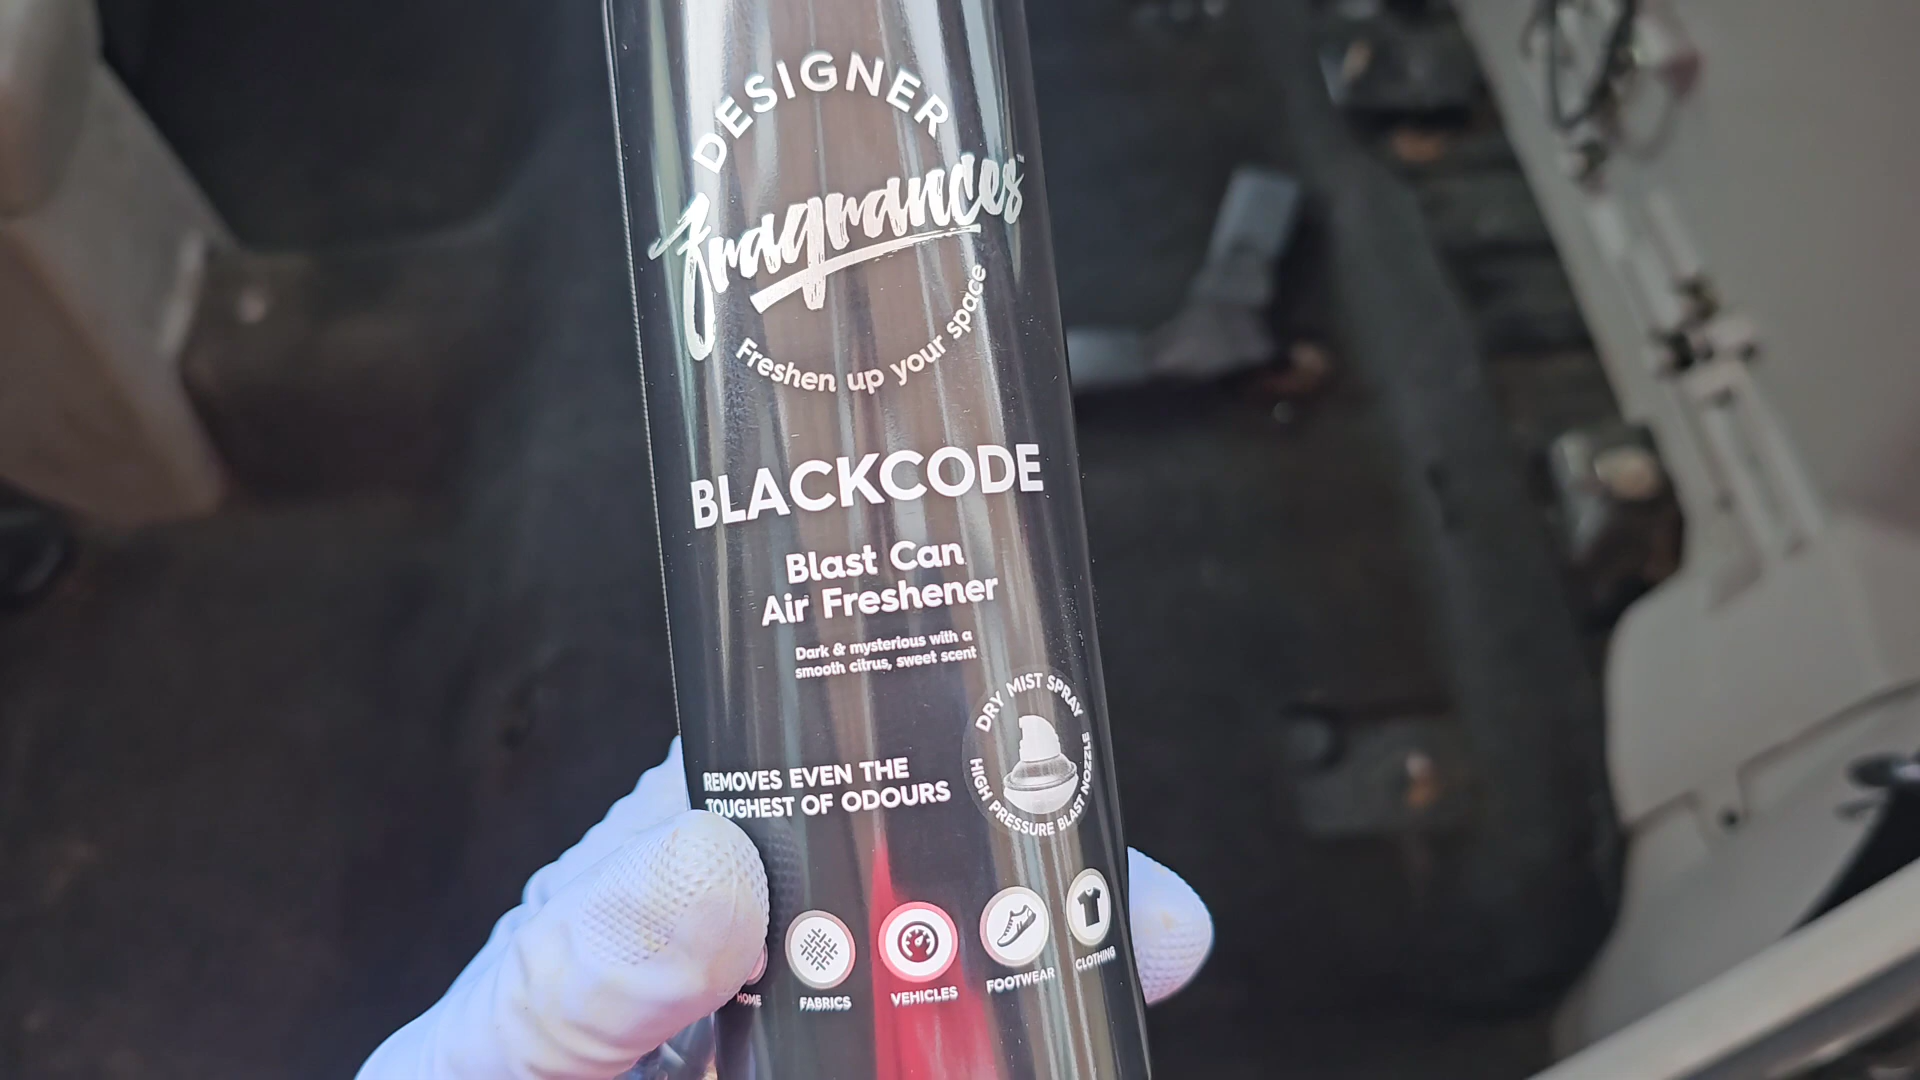 DESIGNER
fragrances
Freshen up your space
BLACKCODE
Blast Can
Air Freshener
Dark & mysterious with a
smooth citrus, sweet scent
DRY MIST SPRAY
HIGH PRESSURE BLAST NOZZLE
REMOVES EVEN THE
TOUGHEST OF ODOURS
HOME
FABRICS
VEHICLES
FOOTWEAR
CLOTHING